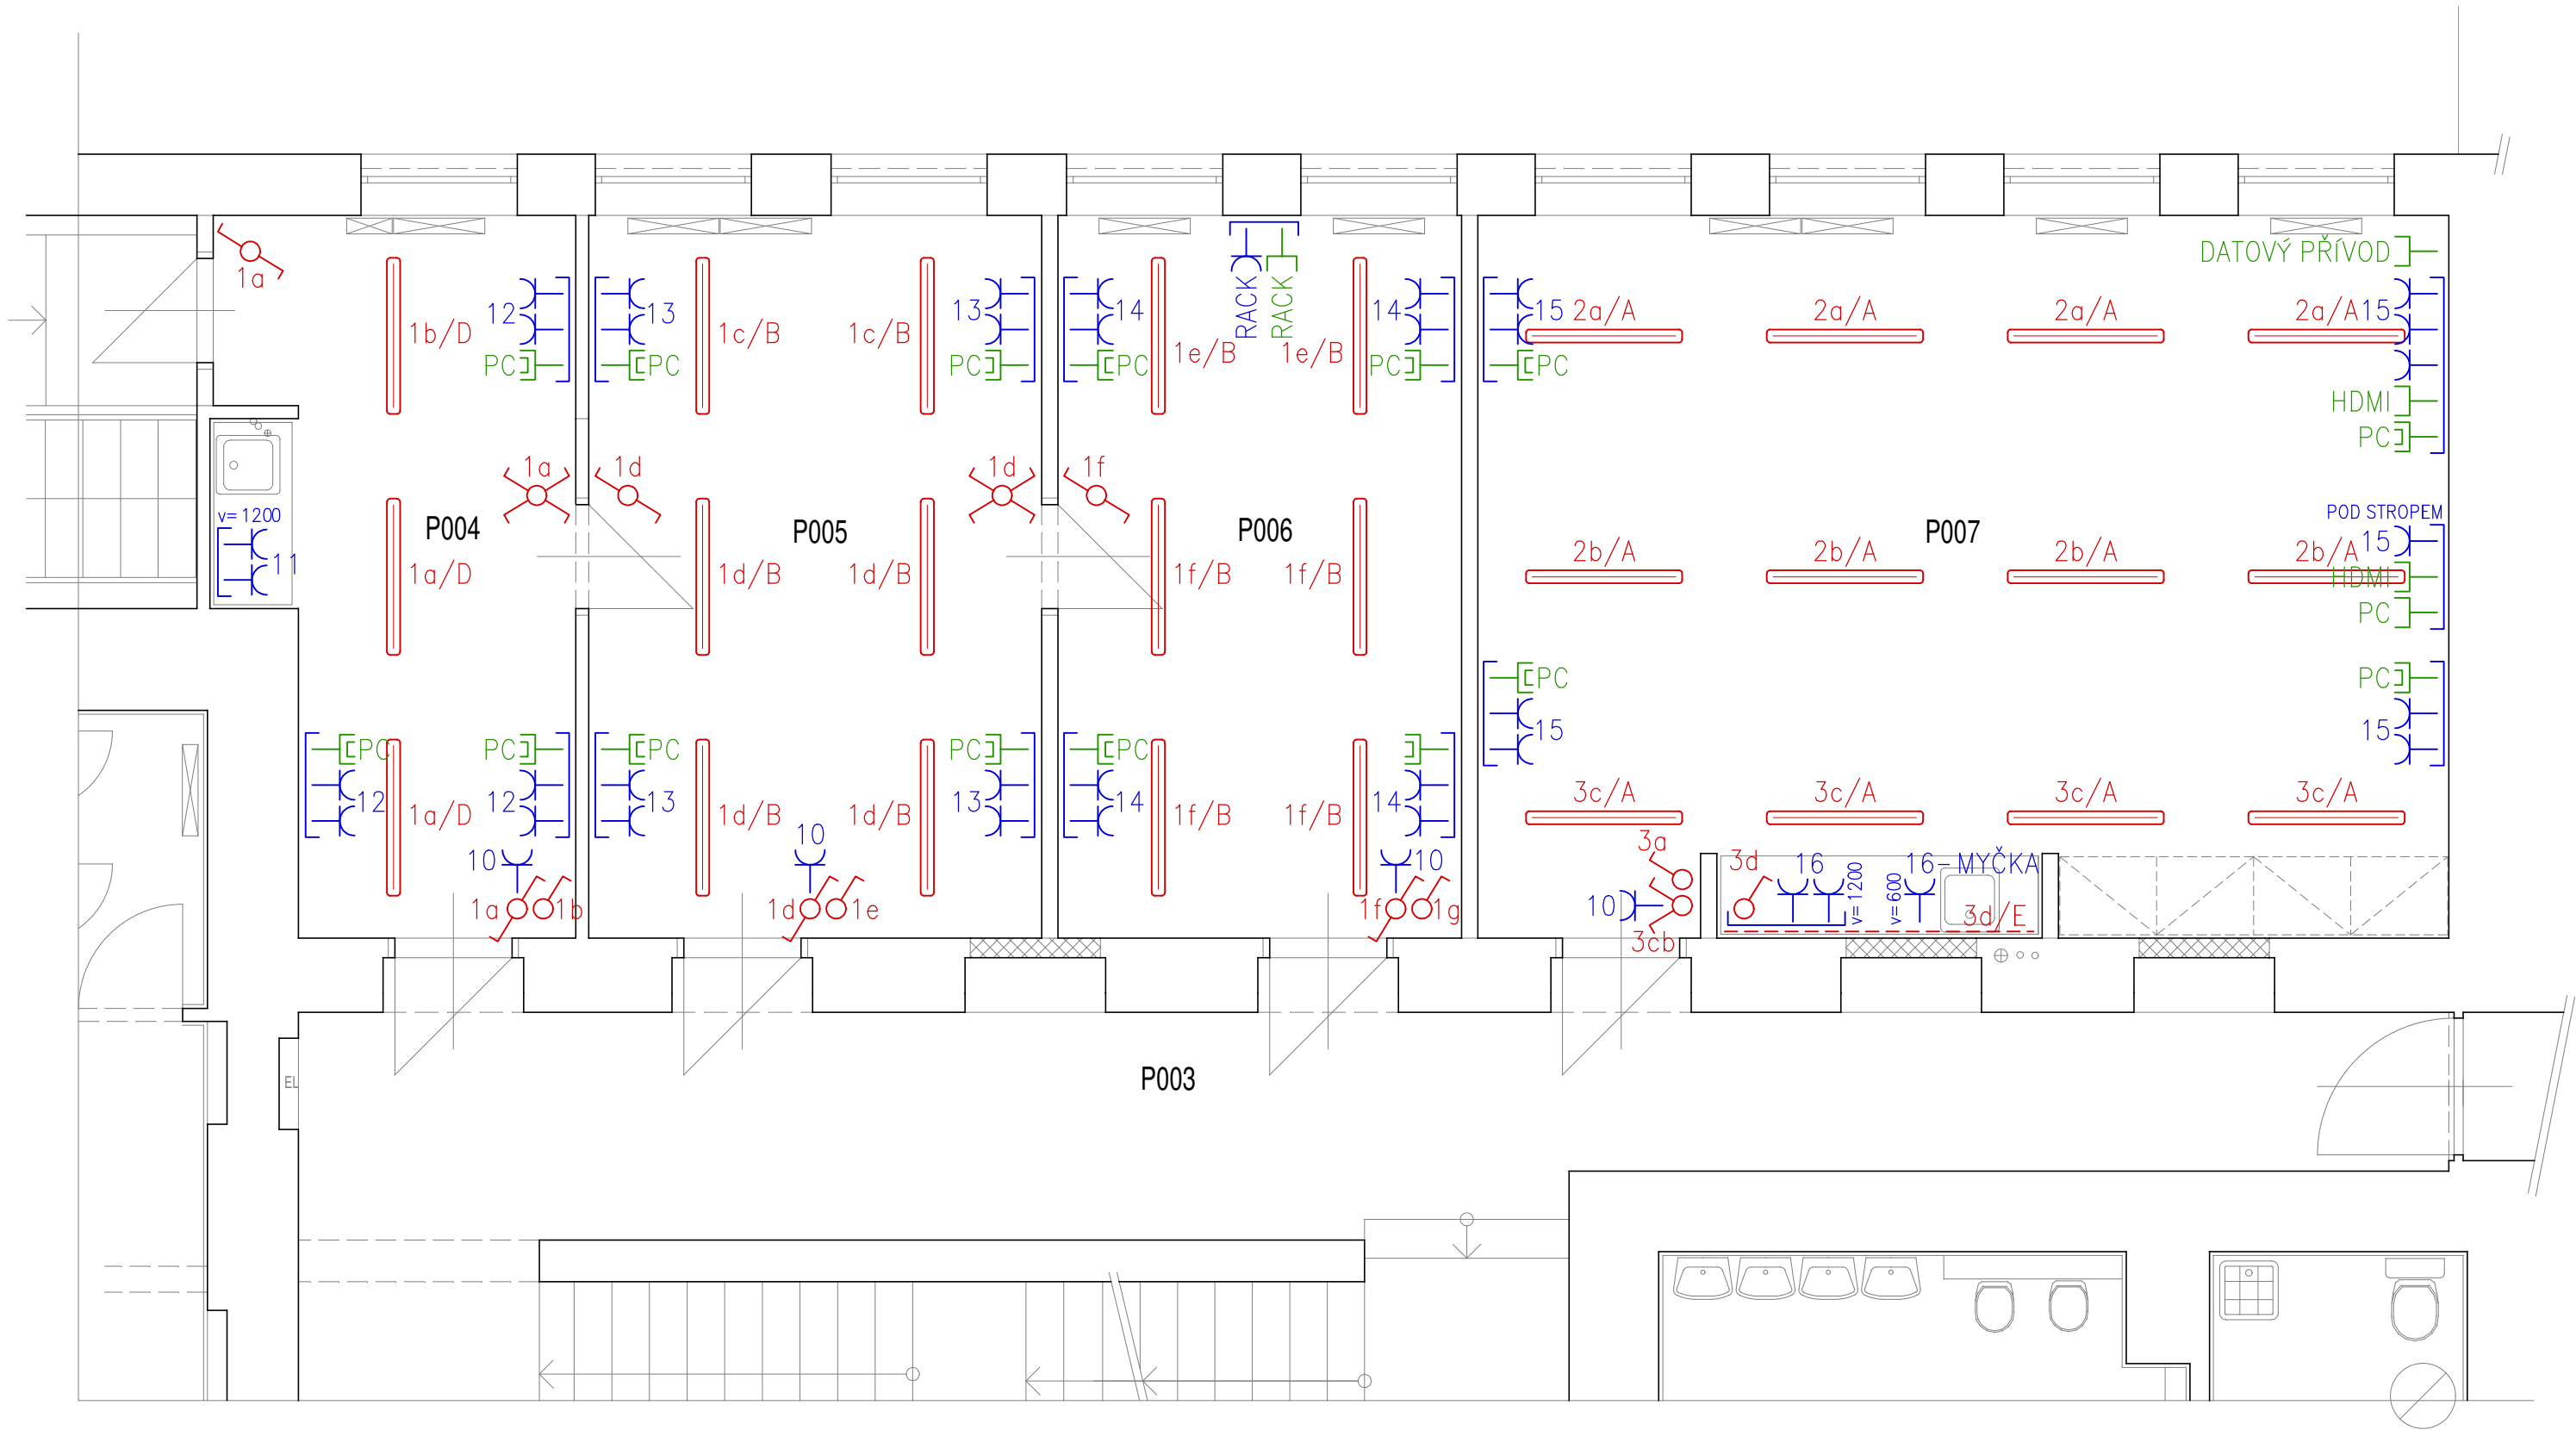 DATOVÝ PŘÍVOD
1a
RACK
RACK
12
13
13
14
14
15
2a/A
2a/A
2a/A
2a/A
15
1b/D
1c/B
1c/B
1e/B
1e/B
PC
PC
PC
PC
PC
PC
HDMI
PC
1a
1d
1d
1f
v=1200
P004
P005
P006
P007
POD STROPEM
11
1a/D
1d/B
1d/B
1f/B
1f/B
2b/A
2b/A
2b/A
2b/A
15
HDMI
PC
PC
PC
15
15
PC
PC
PC
PC
PC
12
12
13
13
14
14
1a/D
1d/B
1d/B
1f/B
1f/B
3c/A
3c/A
3c/A
3c/A
10
10
10
3a
3d
16
v=1200
v=600
16-MYČKA
1a
1b
1d
1e
1f
1g
10
3cb
3d/E
EL
P003